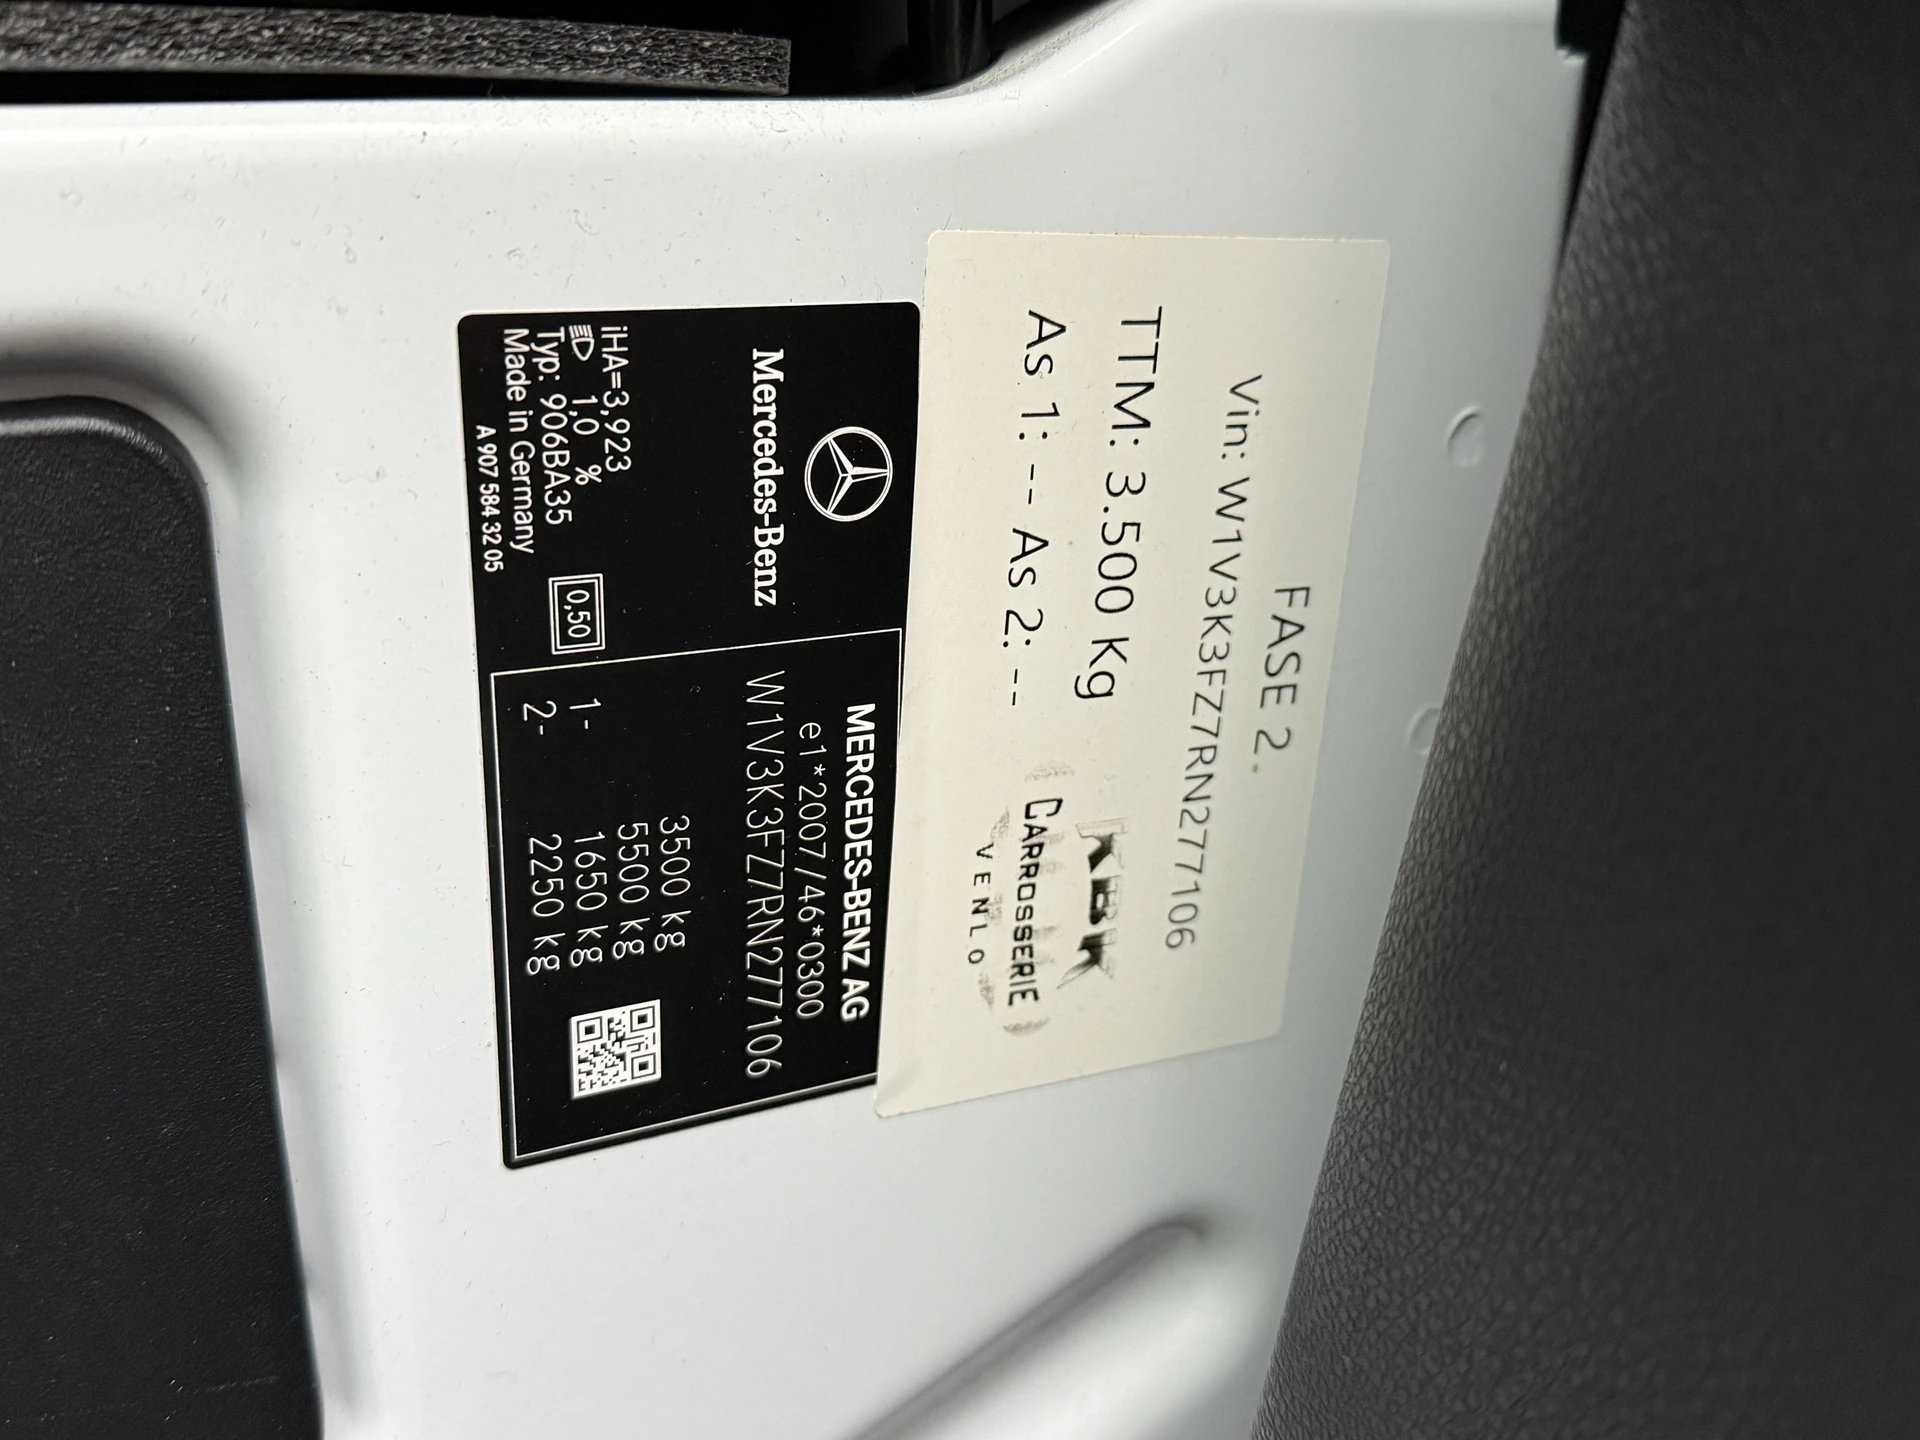 FASE 2.
Vin: W1V3K3FZ7RN277106
TTM: 3.500 Kg
As 1: -- As 2: --
KBK
CARROSSERIE
VENLO
Mercedes-Benz
iHA=3,923
1,0 %
Typ: 906BA35
Made in Germany
A 907 584 32 05
0,50
MERCEDES-BENZ AG
e1*2007/46*0300
W1V3K3FZ7RN277106
3500 kg
5500 kg
1- 1650 kg
2- 2250 kg